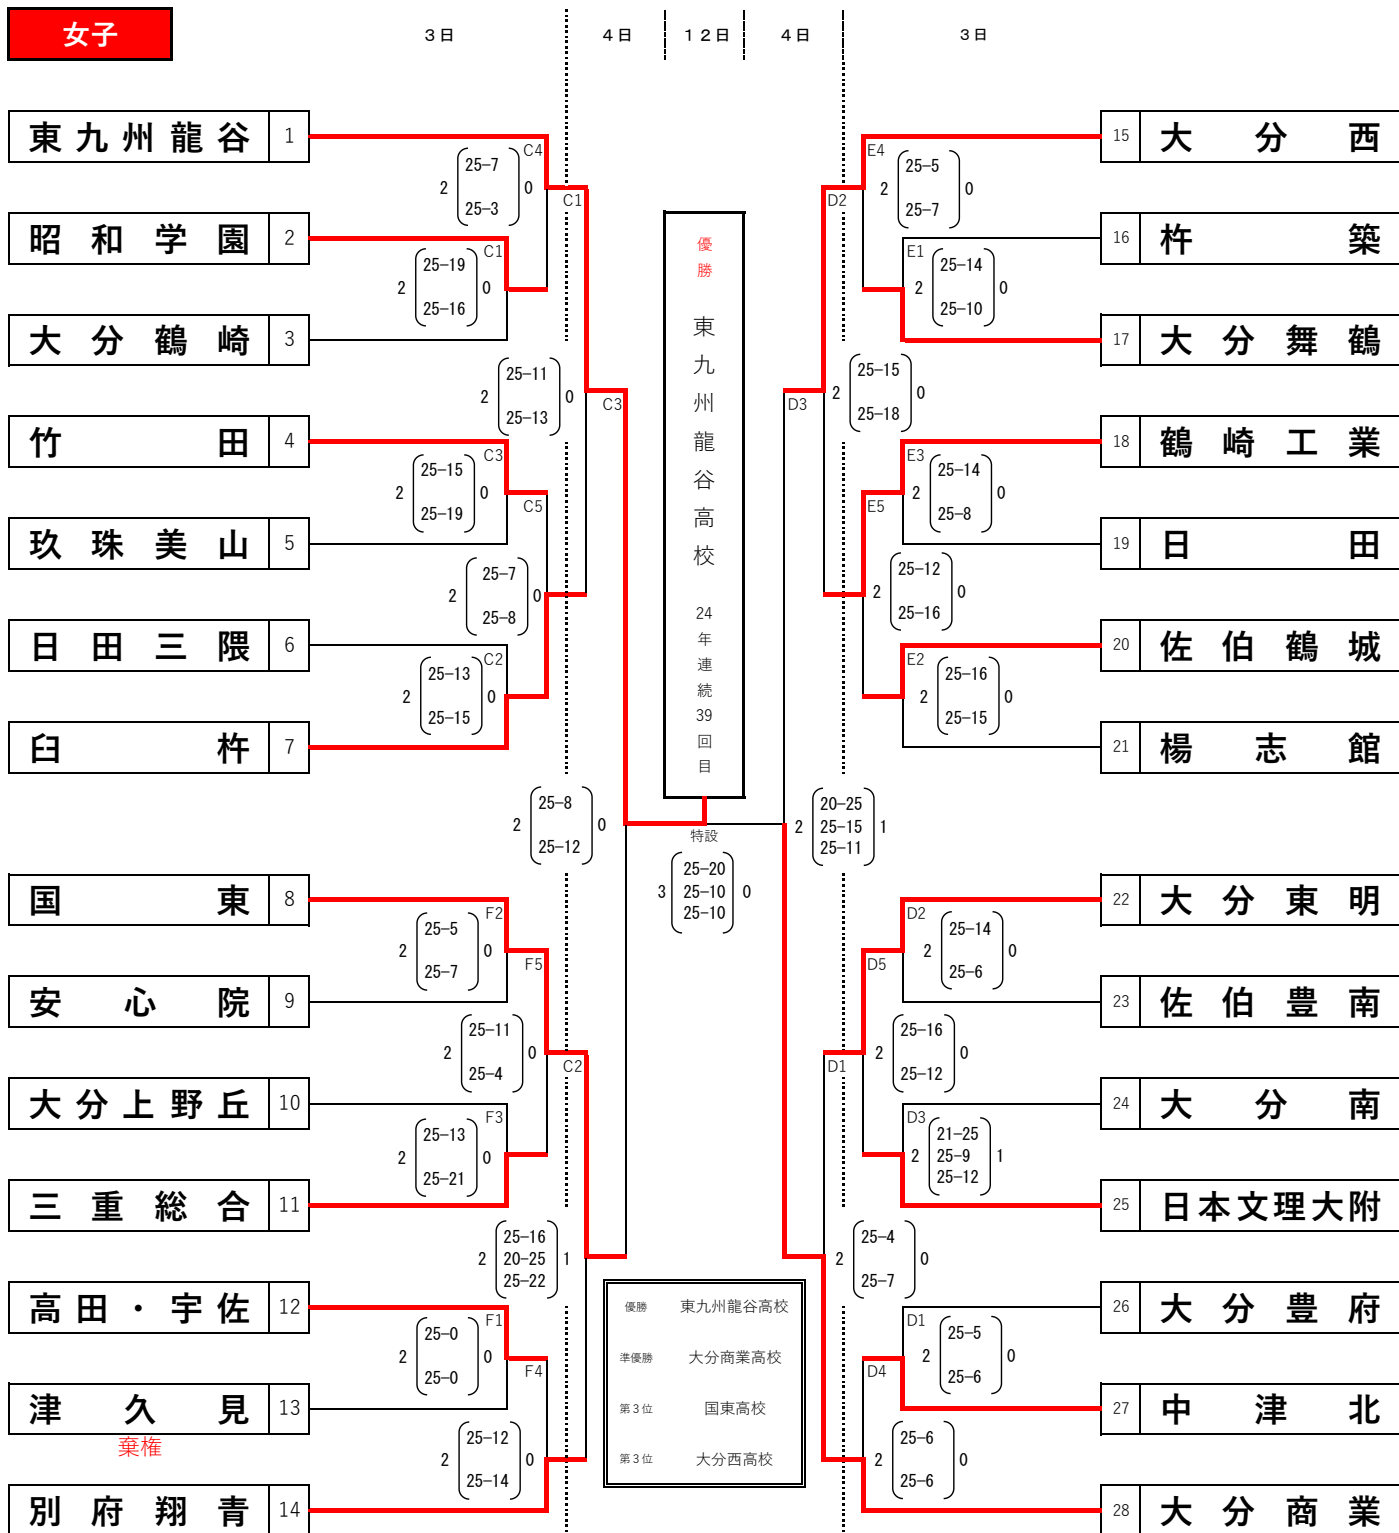 女子
3日
4日
12日
4日
3日
東九州龍谷 1
昭和学園 2
大分鶴崎 3
竹田 4
玖珠美山 5
日田三隈 6
臼杵 7
国東 8
安心院 9
大分上野丘 10
三重総合 11
高田・宇佐 12
津久見 13
棄権
別府翔青 14
C4
2 25-7 0
25-3
C1
2 25-19 0
25-16
C1
2 25-11 0
25-13
C3
2 25-15 0
25-19
C5
2 25-7 0
25-8
C2
2 25-13 0
25-15
C3
2 25-8 0
25-12
F2
2 25-5 0
25-7
F5
2 25-11 0
25-4
F3
2 25-13 0
25-21
C2
2 25-16 1
20-25
25-22
F1
2 25-0 0
25-0
F4
2 25-12 0
25-14
優勝
東九州龍谷高校
24年連続39回目
特設
3 25-20 0
25-10
25-10
優勝 東九州龍谷高校
準優勝 大分商業高校
第3位 国東高校
第3位 大分西高校
E4
2 25-5 0
25-7
D2
E1
2 25-14 0
25-10
D3
2 25-15 0
25-18
E3
2 25-14 0
25-8
E5
2 25-12 0
25-16
E2
2 25-16 0
25-15
2 20-25 1
25-15
25-11
D2
2 25-14 0
25-6
D5
2 25-16 0
25-12
D1
D3
2 21-25 1
25-9
25-12
2 25-4 0
25-7
D1
2 25-5 0
25-6
D4
2 25-6 0
25-6
15 大分西
16 杵築
17 大分舞鶴
18 鶴崎工業
19 日田
20 佐伯鶴城
21 楊志館
22 大分東明
23 佐伯豊南
24 大分南
25 日本文理大附
26 大分豊府
27 中津北
28 大分商業